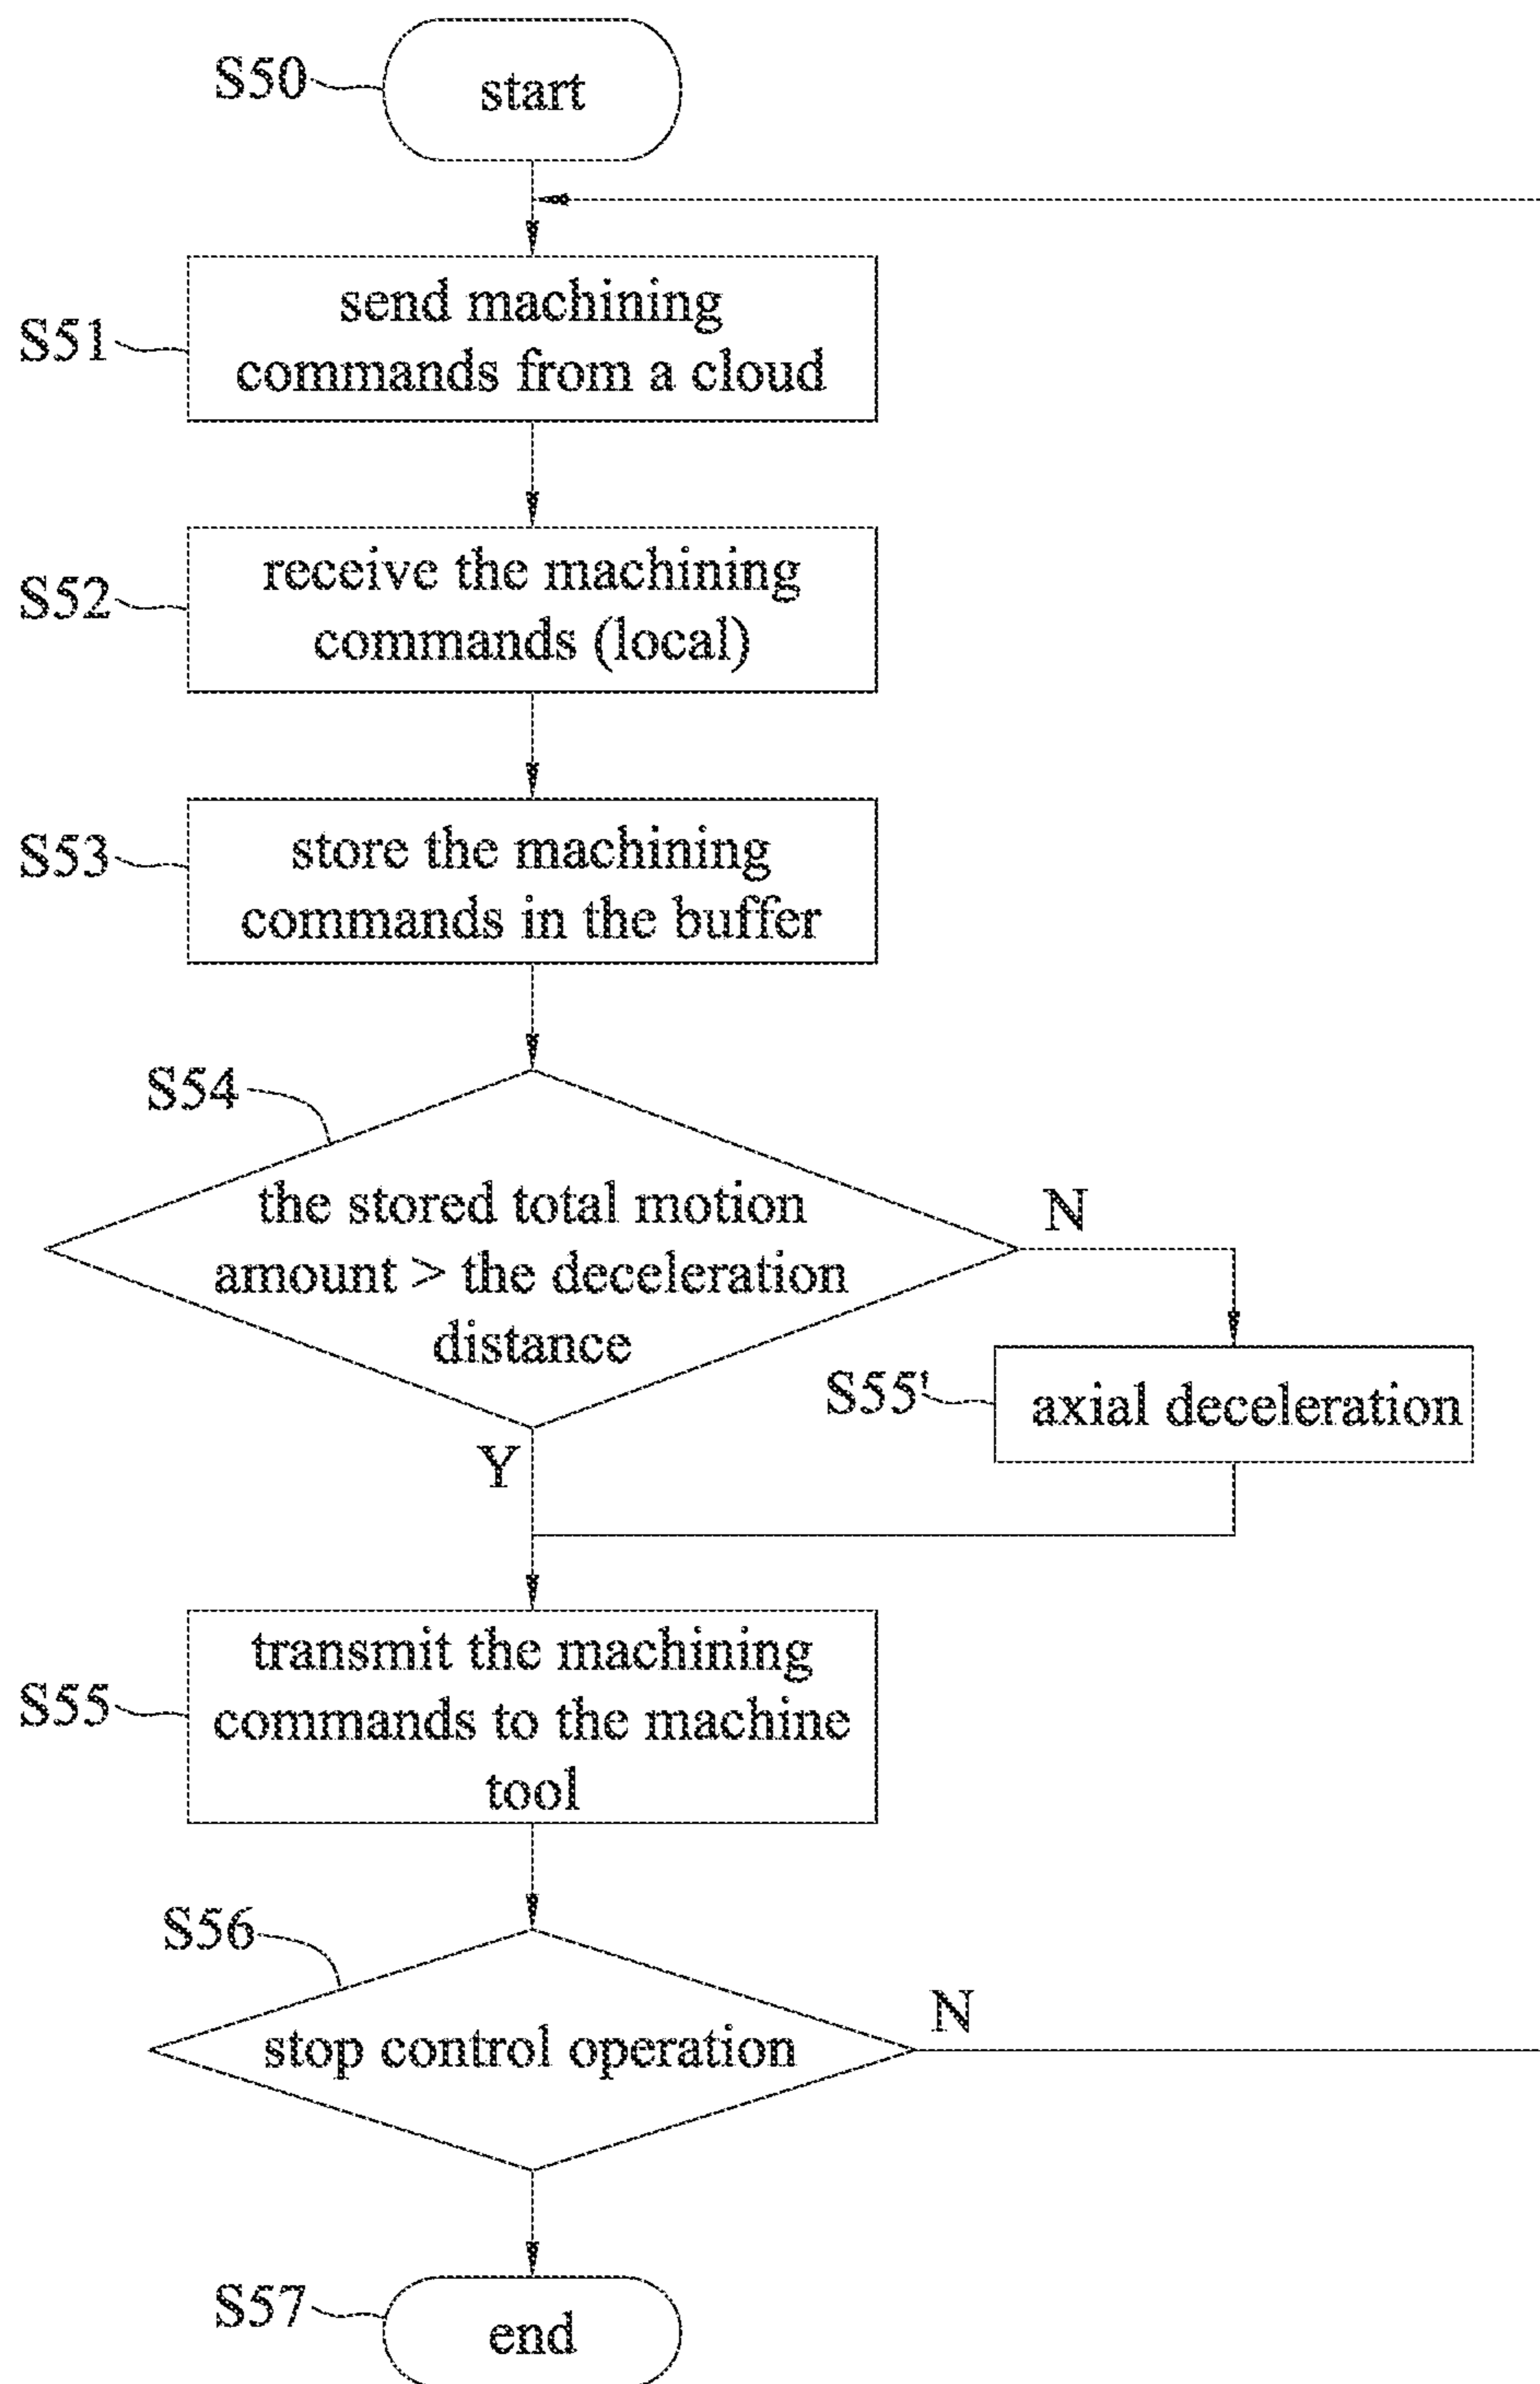 S50
start
S51
send machining
commands from a cloud
S52
receive the machining
commands (local)
S53
store the machining
commands in the buffer
S54
the stored total motion
amount > the deceleration
distance
N
S55'
axial deceleration
Y
S55
transmit the machining
commands to the machine
tool
S56
stop control operation
N
S57
end